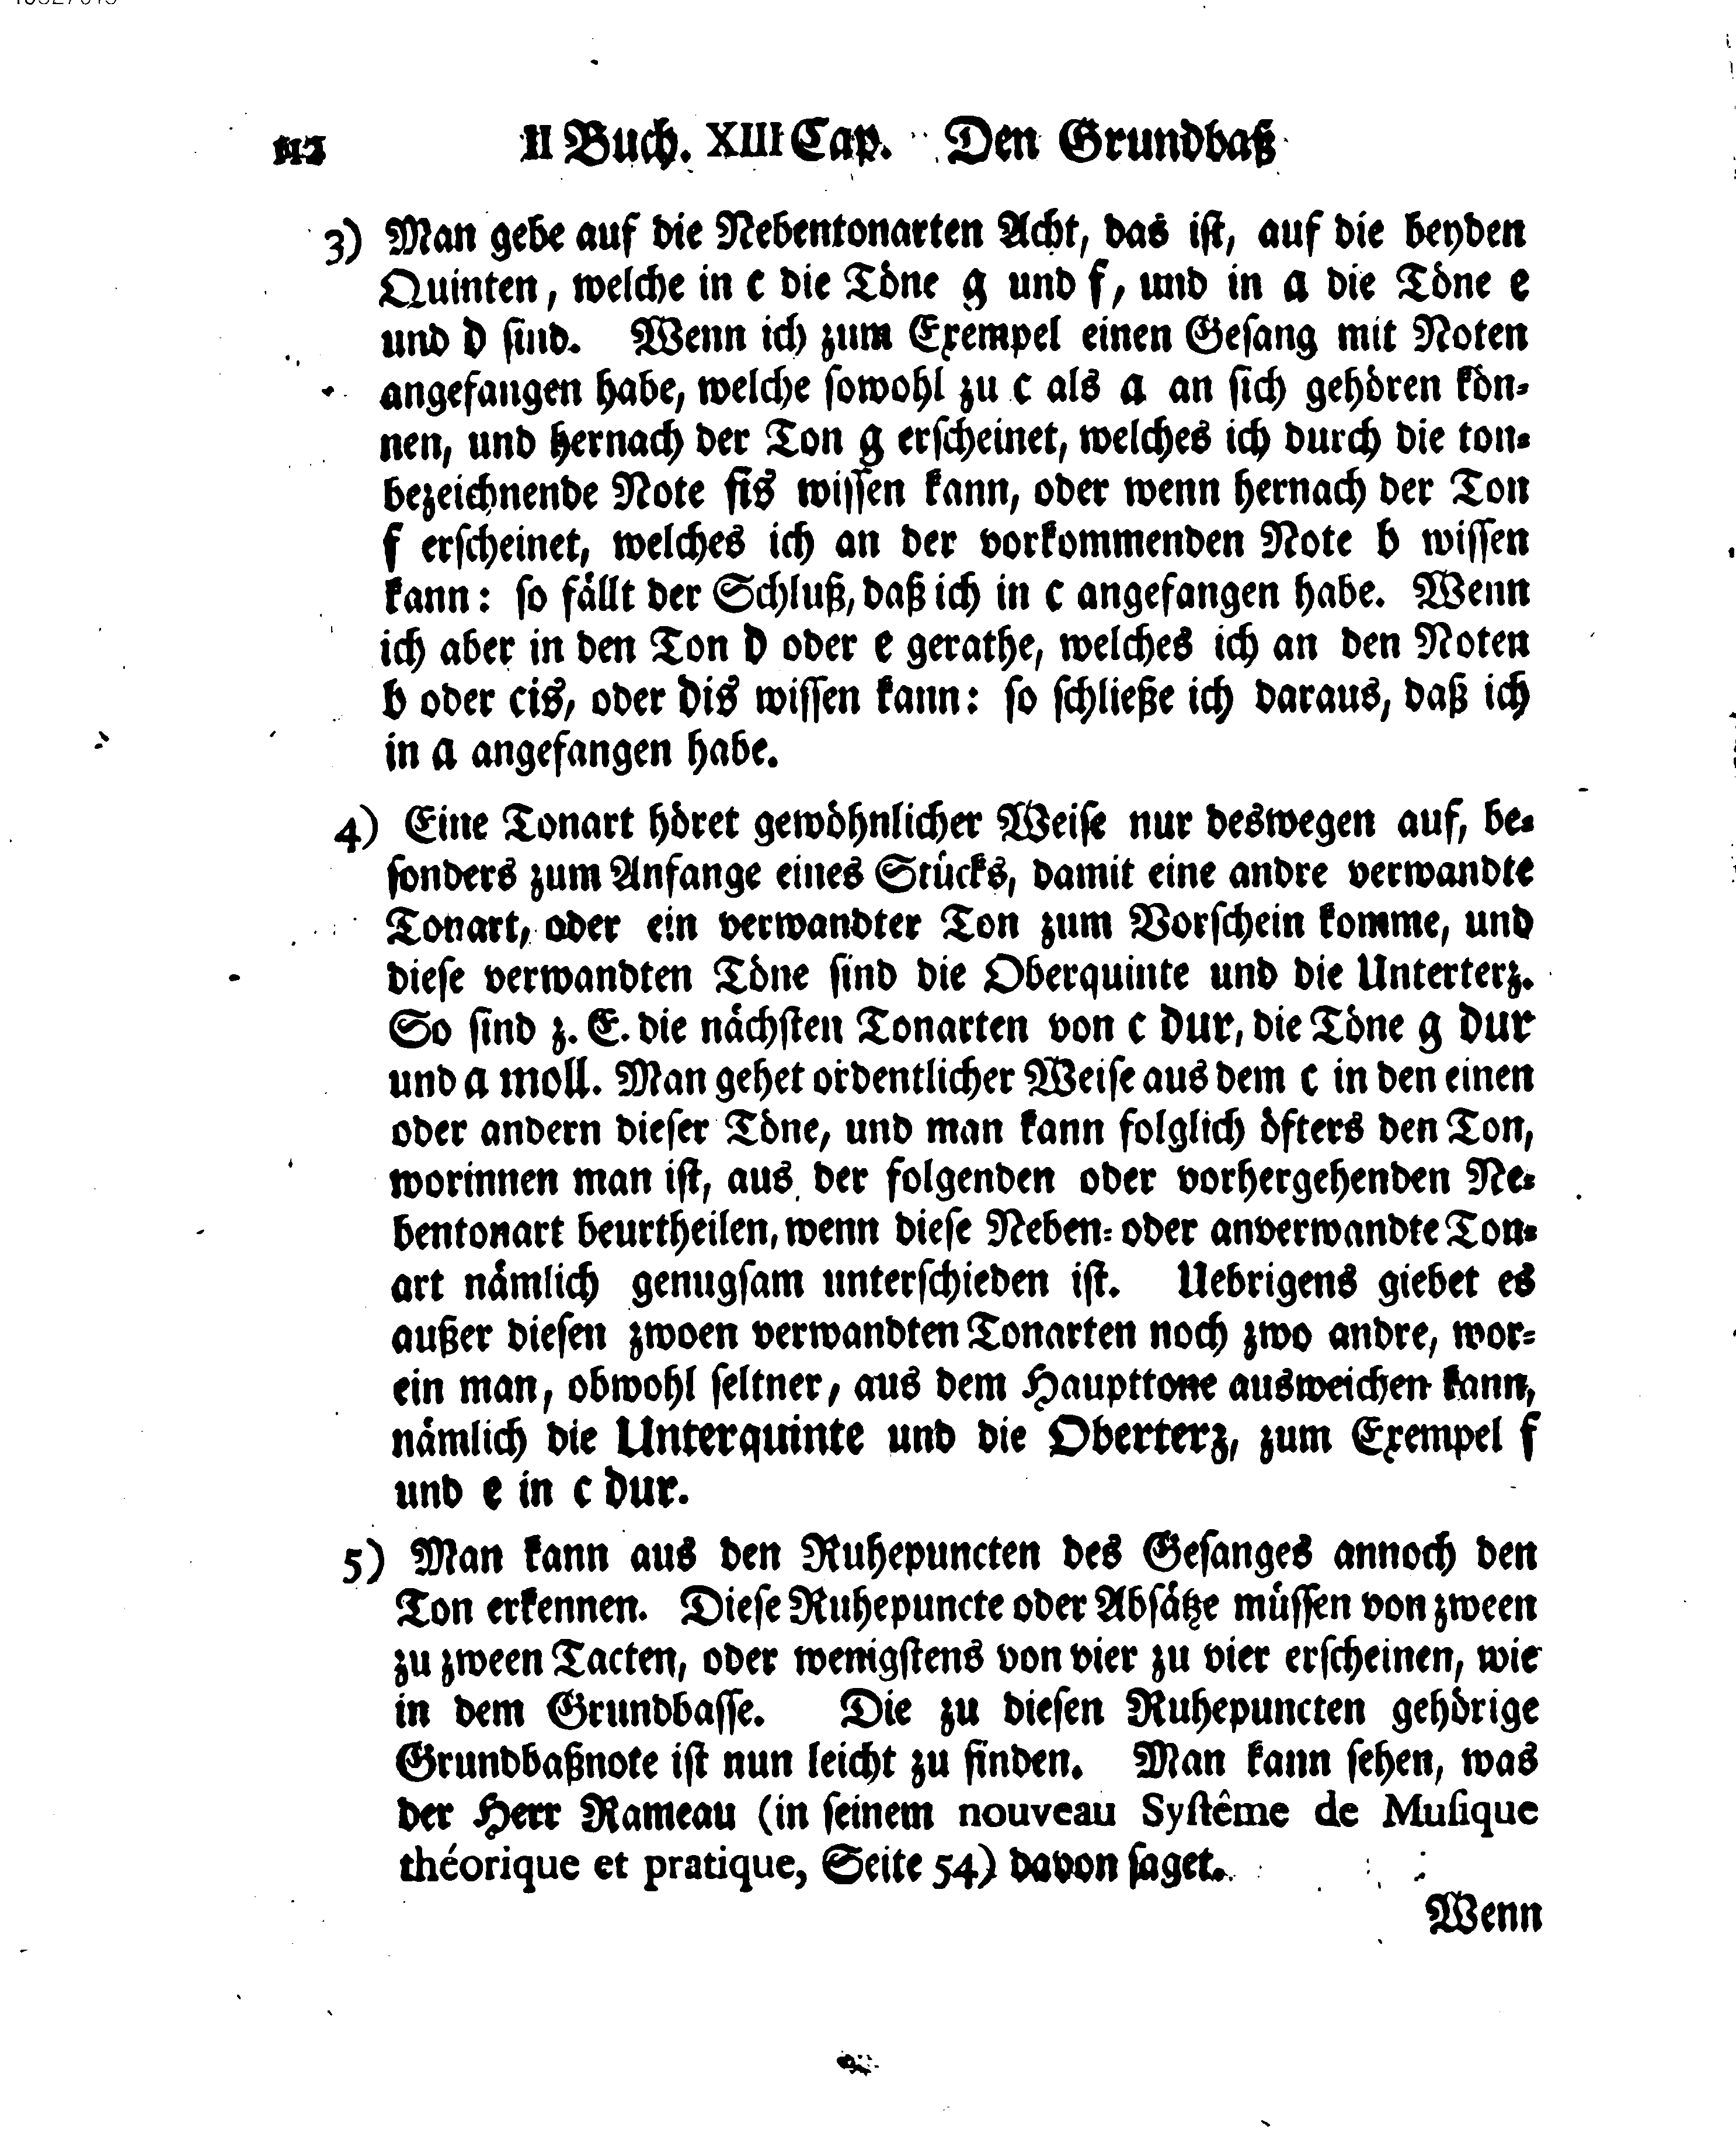 112 II Buch. XIII Cap. Den Grundbaß
3) Man gebe auf die Nebentonarten Acht, das ist, auf die beyden
Quinten, welche in c die Töne g und f, und in a die Töne e
und d sind. Wenn ich zum Exempel einen Gesang mit Noten
angefangen habe, welche sowohl zu c als a an sich gehören kön-
nen, und hernach der Ton g erscheinet, welches ich durch die ton-
bezeichnende Note fis wissen kann, oder wenn hernach der Ton
f erscheinet, welches ich an der vorkommenden Note b wissen
kann: so fällt der Schluß, daß ich in c angefangen habe. Wenn
ich aber in den Ton d oder e gerathe, welches ich an den Noten
b oder cis, oder dis wissen kann: so schließe ich daraus, daß ich
in a angefangen habe.
4) Eine Tonart höret gewöhnlicher Weise nur deswegen auf, be-
sonders zum Anfange eines Stücks, damit eine andre verwandte
Tonart, oder ein verwandter Ton zum Vorschein komme, und
diese verwandten Töne sind die Oberquinte und die Unterterz.
So sind z. E. die nächsten Tonarten von c dur, die Töne g dur
und a moll. Man gehet ordentlicher Weise aus dem c in den einen
oder andern dieser Töne, und man kann folglich öfters den Ton,
worinnen man ist, aus der folgenden oder vorhergehenden Ne-
bentonart beurtheilen, wenn diese Neben- oder anverwandte Ton-
art nämlich genugsam unterschieden ist. Uebrigens giebet es
außer diesen zwoen verwandten Tonarten noch zwo andre, wor-
ein man, obwohl seltner, aus dem Haupttone ausweichen kann,
nämlich die Unterquinte und die Oberterz, zum Exempel f
und e in c dur.
5) Man kann aus den Ruhepuncten des Gesanges annoch den
Ton erkennen. Diese Ruhepuncte oder Absätze müssen von zween
zu zween Tacten, oder wenigstens von vier zu vier erscheinen, wie
in dem Grundbasse. Die zu diesen Ruhepuncten gehörige
Grundbaßnote ist nun leicht zu finden. Man kann sehen, was
der Herr Rameau (in seinem nouveau Systême de Musique
théorique et pratique, Seite 54) davon saget.
Wenn